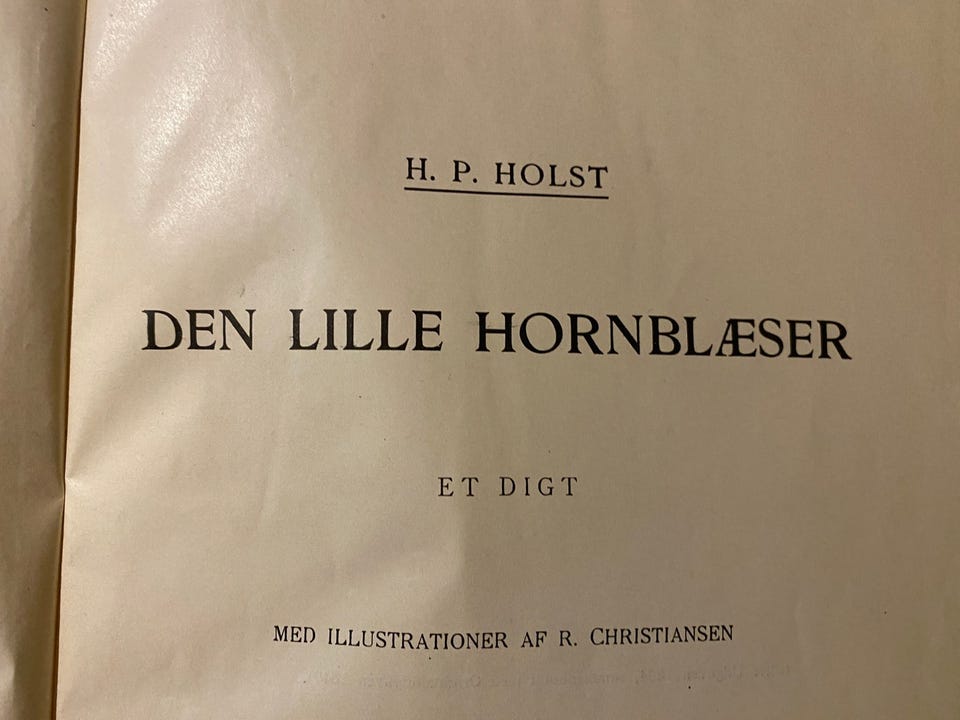 H. P. HOLST
DEN LILLE HORNBLÆSER
ET DIGT
MED ILLUSTRATIONER AF R. CHRISTIANSEN